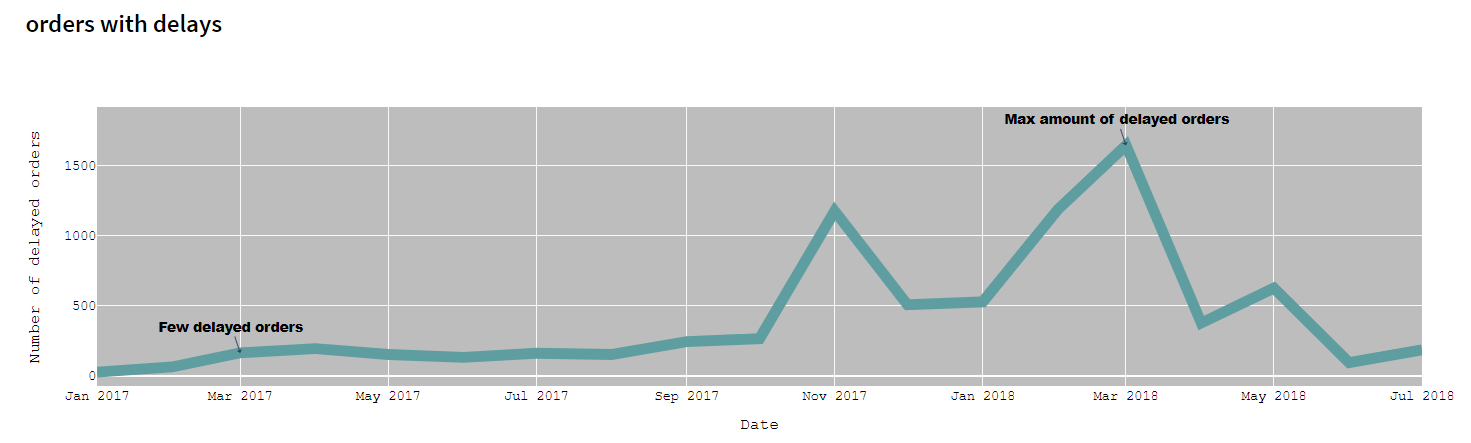 orders with delays
Max amount of delayed orders
Few delayed orders
Number of delayed orders
1500
1000
500
0
Jan 2017 Mar 2017 May 2017 Jul 2017 Sep 2017 Nov 2017 Jan 2018 Mar 2018 May 2018 Jul 2018
Date